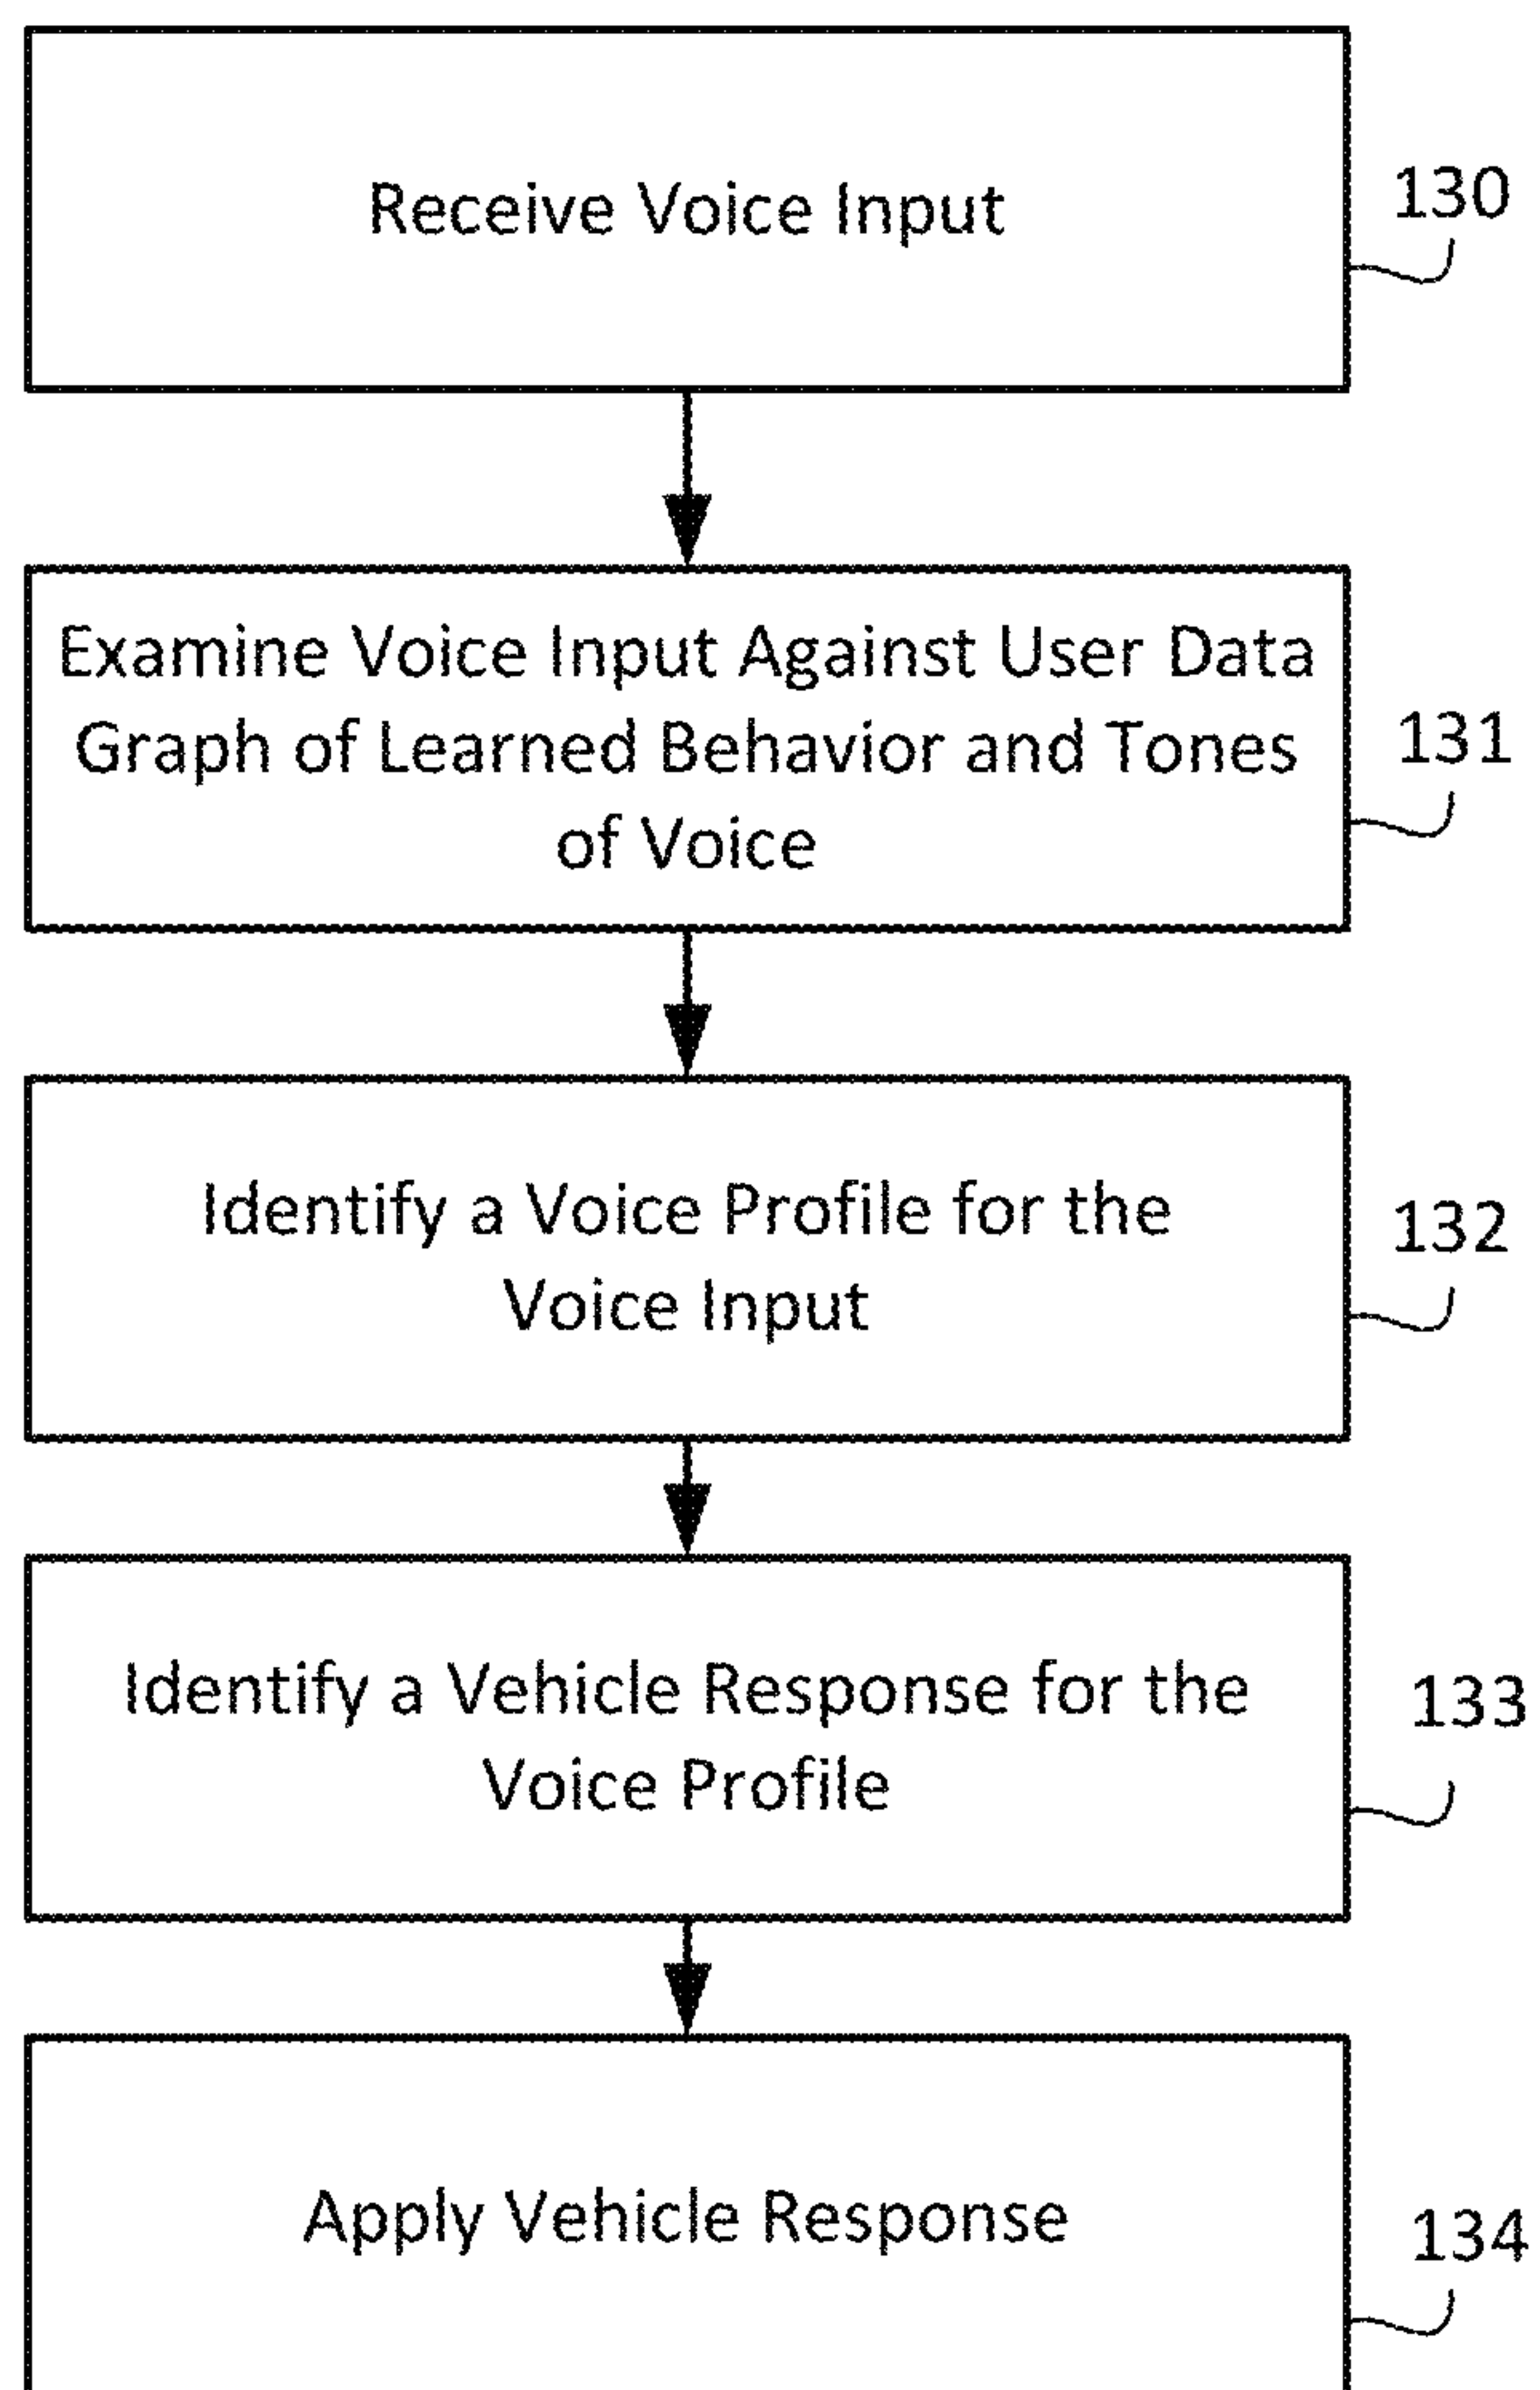 Receive Voice Input
130
Examine Voice Input Against User Data
Graph of Learned Behavior and Tones
of Voice
131
Identify a Voice Profile for the
Voice Input
132
Identify a Vehicle Response for the
Voice Profile
133
Apply Vehicle Response
134